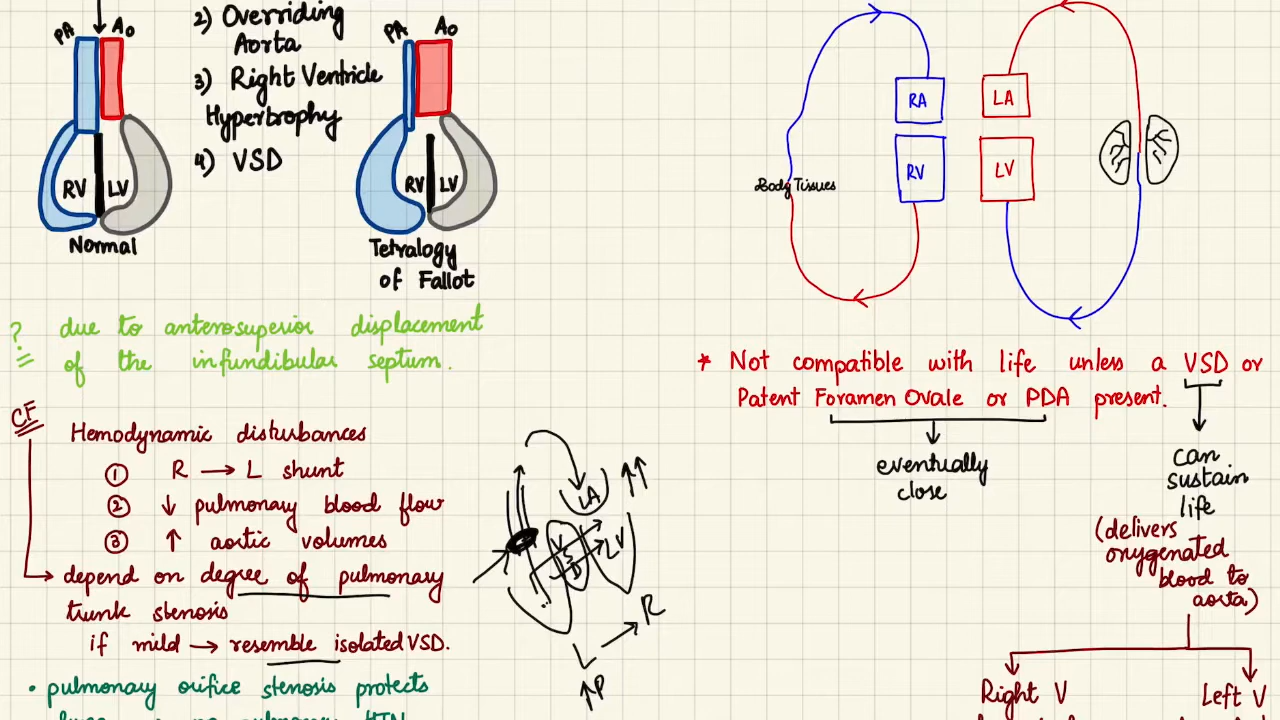 PA Ao
2) Overriding
Aorta
3) Right Ventricle
Hypertrophy
4) VSD
RV LV
Normal
PA Ao
RV LV
Tetralogy
of Fallot
? due to anterosuperior displacement
of the infundibular septum.
CF
Hemodynamic disturbances
① R → L shunt
② ↓ pulmonary blood flow
③ ↑ aortic volumes
→ depend on degree of pulmonary
trunk stenosis
if mild → resemble isolated VSD.
• pulmonary orifice stenosis protects
LA ↑↑
VSD
LV
L → R
↑P
RA LA
RV LV
Body Tissues
* Not compatible with life unless a VSD or
Patent Foramen Ovale or PDA present.
eventually
close
can
sustain
life
(delivers
oxygenated
blood to
aorta)
Right V Left V